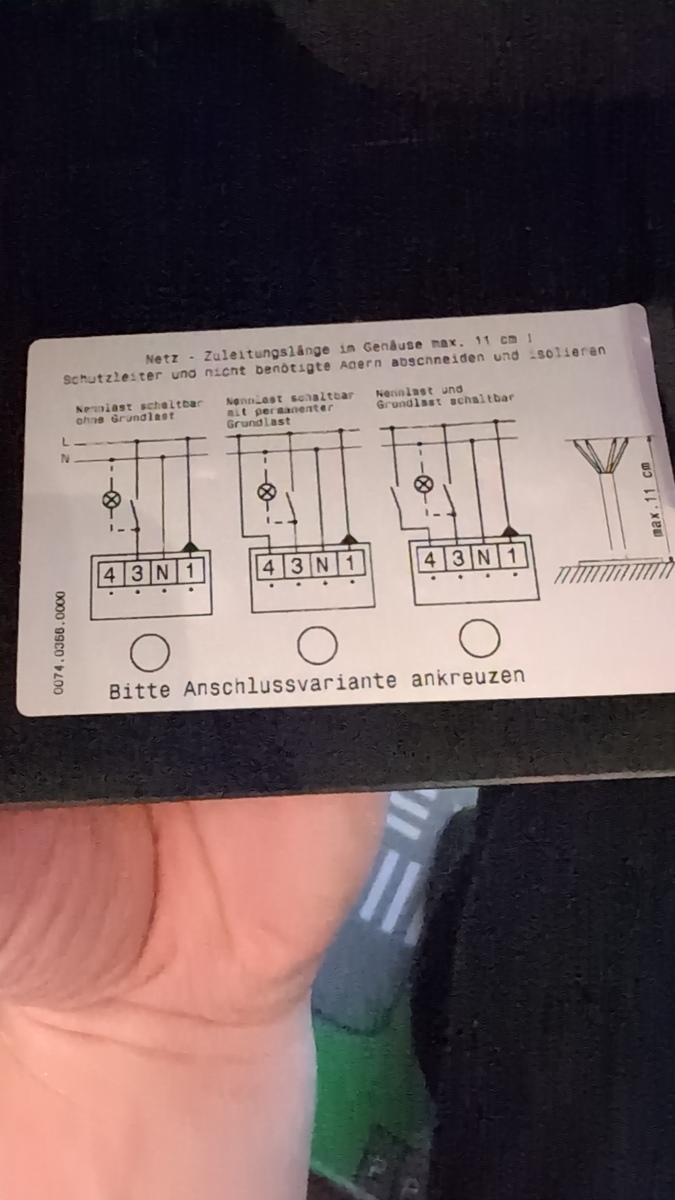 Netz - Zuleitungslänge im Gehäuse max. 11 cm !
Schutzleiter und nicht benötigte Adern abschneiden und isolieren
Nennlast schaltbar
ohne Grundlast
Nennlast schaltbar
mit permanenter
Grundlast
Nennlast und
Grundlast schaltbar
L
N
4 3 N 1
4 3 N 1
4 3 N 1
max.11 cm
0074.0366.0000
Bitte Anschlussvariante ankreuzen